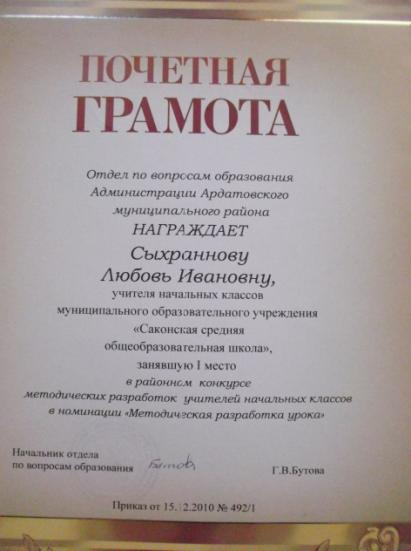 ПОЧЕТНАЯ
ГРАМОТА
Отдел по вопросам образования
Администрации Ардатовского
муниципального района
НАГРАЖДАЕТ
Сыхраннову
Любовь Ивановну,
учителя начальных классов
муниципального образовательного учреждения
«Саконская средняя
общеобразовательная школа»,
занявшую I место
в районном конкурсе
методических разработок учителей начальных классов
в номинации «Методическая разработка урока»
Начальник отдела
по вопросам образования Бутова Г.В.Бутова
Приказ от 15.12.2010 № 492/1